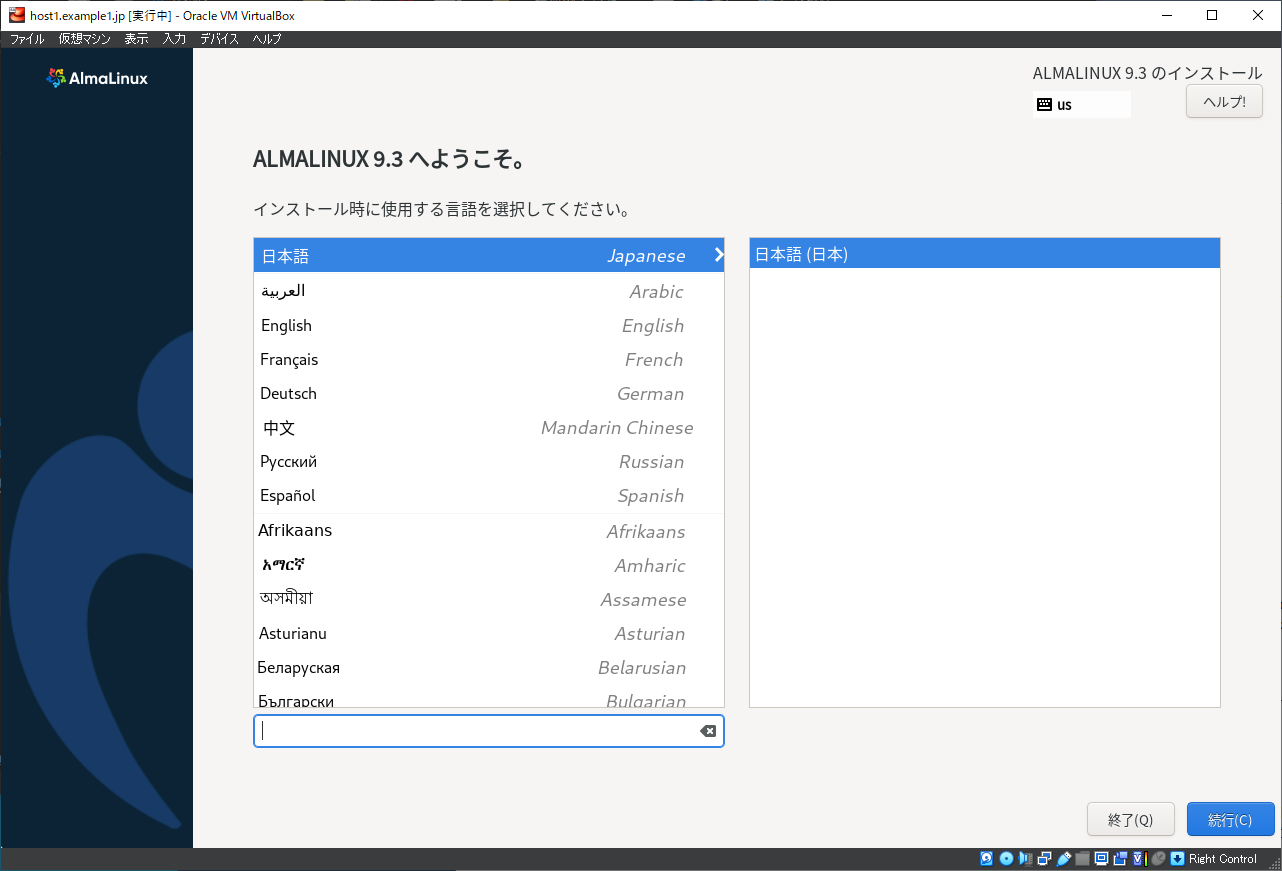 host1.example1.jp [実行中] - Oracle VM VirtualBox
ファイル 仮想マシン 表示 入力 デバイス ヘルプ
AlmaLinux
ALMALINUX 9.3 のインストール
us
ヘルプ!
ALMALINUX 9.3 へようこそ。
インストール時に使用する言語を選択してください。
日本語 Japanese
العربية Arabic
English English
Français French
Deutsch German
中文 Mandarin Chinese
Русский Russian
Español Spanish
Afrikaans Afrikaans
አማርኛ Amharic
অসমীয়া Assamese
Asturianu Asturian
Беларуская Belarusian
Български Bulgarian
日本語 (日本)
終了(Q) 続行(C)
Right Control